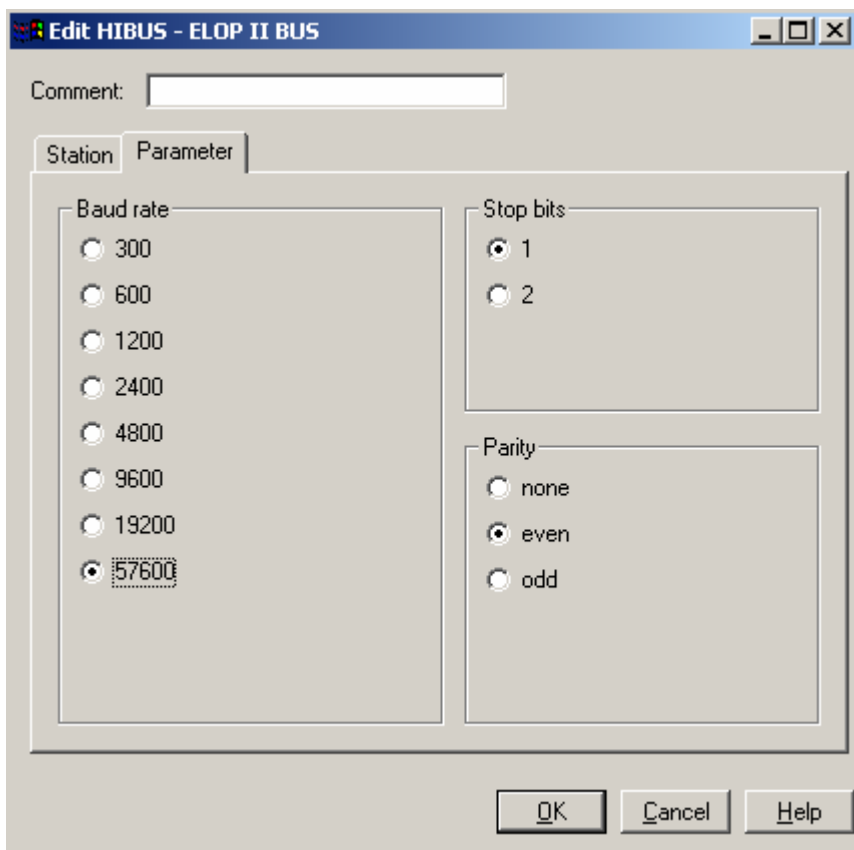 Edit HIBUS - ELOP II BUS
Comment:
Station
Parameter
Baud rate
300
600
1200
2400
4800
9600
19200
57600
Stop bits
1
2
Parity
none
even
odd
OK
Cancel
Help